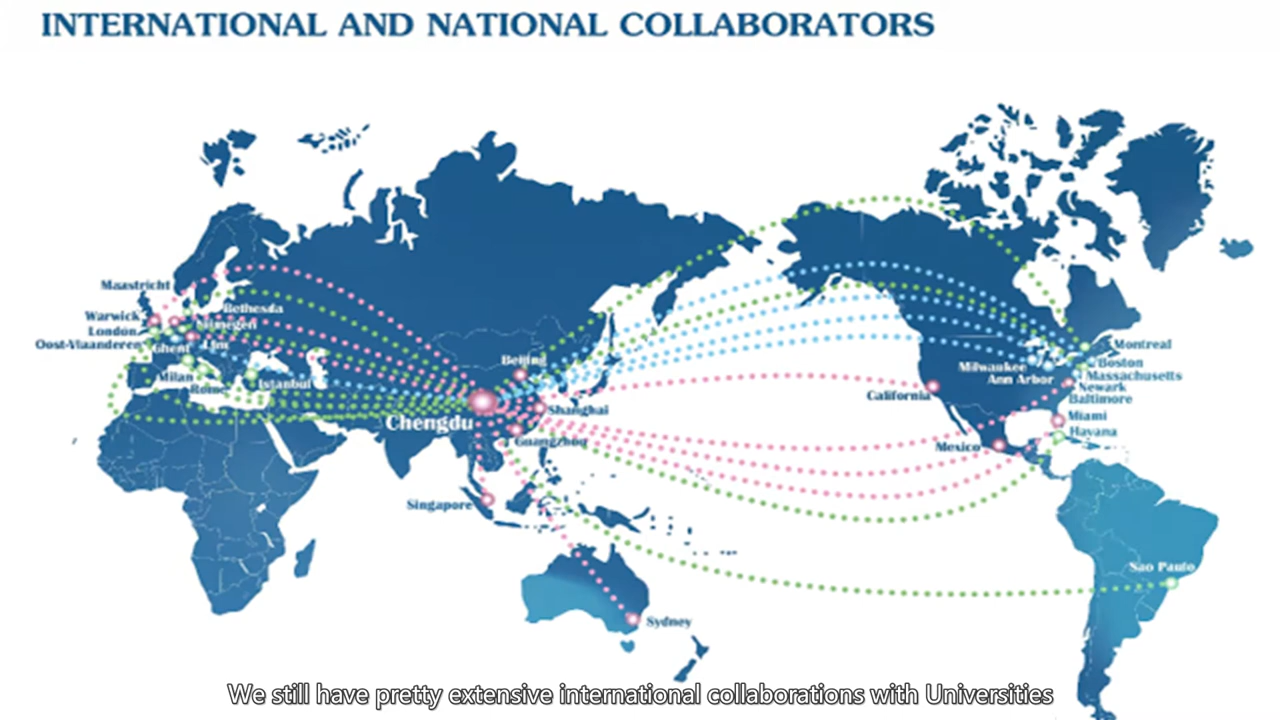 INTERNATIONAL AND NATIONAL COLLABORATORS
Maastricht
Warwick
Bethesda
London
Nijmegen
Oost-Vlaanderen
Ghent
Milan
Rome
Istanbul
Beijing
Chengdu
Shanghai
Guangzhou
Singapore
Sydney
California
Mexico
Milwaukee
Ann Arbor
Montreal
Boston
Massachusetts
Newark
Baltimore
Miami
Havana
Sao Paulo
We still have pretty extensive international collaborations with Universities